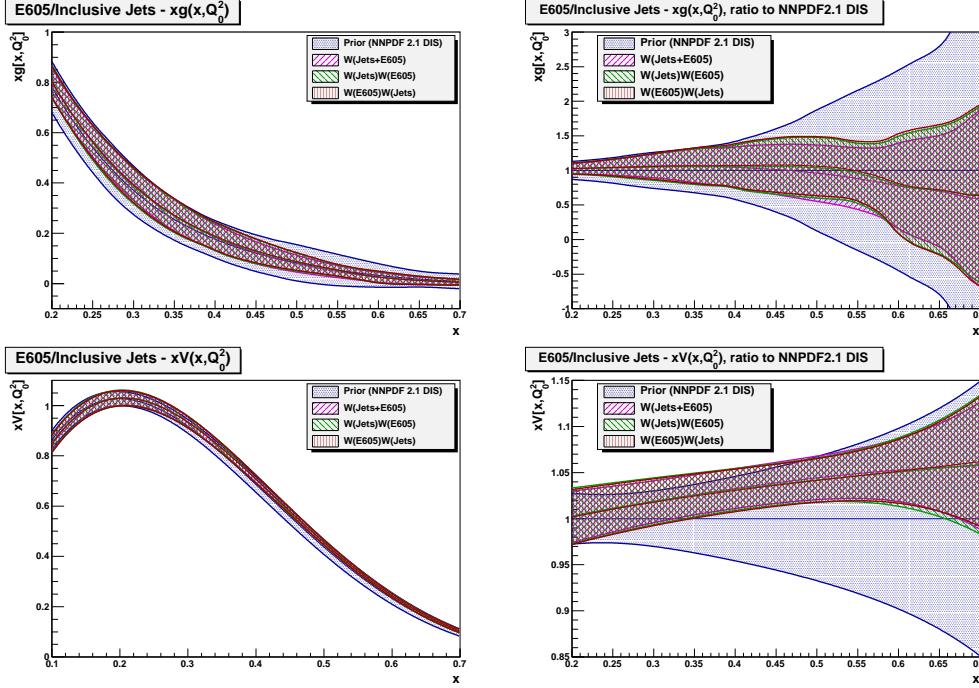 E605/Inclusive Jets - xg(x,Q₀²)
xg[x,Q₀²]
Prior (NNPDF 2.1 DIS)
W(Jets+E605)
W(Jets)W(E605)
W(E605)W(Jets)
1
0.8
0.6
0.4
0.2
0
0.2 0.25 0.3 0.35 0.4 0.45 0.5 0.55 0.6 0.65 0.7
x
E605/Inclusive Jets - xg(x,Q₀²), ratio to NNPDF2.1 DIS
xg[x,Q₀²]
Prior (NNPDF 2.1 DIS)
W(Jets+E605)
W(Jets)W(E605)
W(E605)W(Jets)
3
2.5
2
1.5
1
0.5
0
-0.5
-1
0.2 0.25 0.3 0.35 0.4 0.45 0.5 0.55 0.6 0.65
x
E605/Inclusive Jets - xV(x,Q₀²)
xV[x,Q₀²]
Prior (NNPDF 2.1 DIS)
W(Jets+E605)
W(Jets)W(E605)
W(E605)W(Jets)
1
0.8
0.6
0.4
0.2
0
0.1 0.2 0.3 0.4 0.5 0.6 0.7
x
E605/Inclusive Jets - xV(x,Q₀²), ratio to NNPDF2.1 DIS
xV[x,Q₀²]
Prior (NNPDF 2.1 DIS)
W(Jets+E605)
W(Jets)W(E605)
W(E605)W(Jets)
1.15
1.1
1.05
1
0.95
0.9
0.85
0.2 0.25 0.3 0.35 0.4 0.45 0.5 0.55 0.6 0.65
x